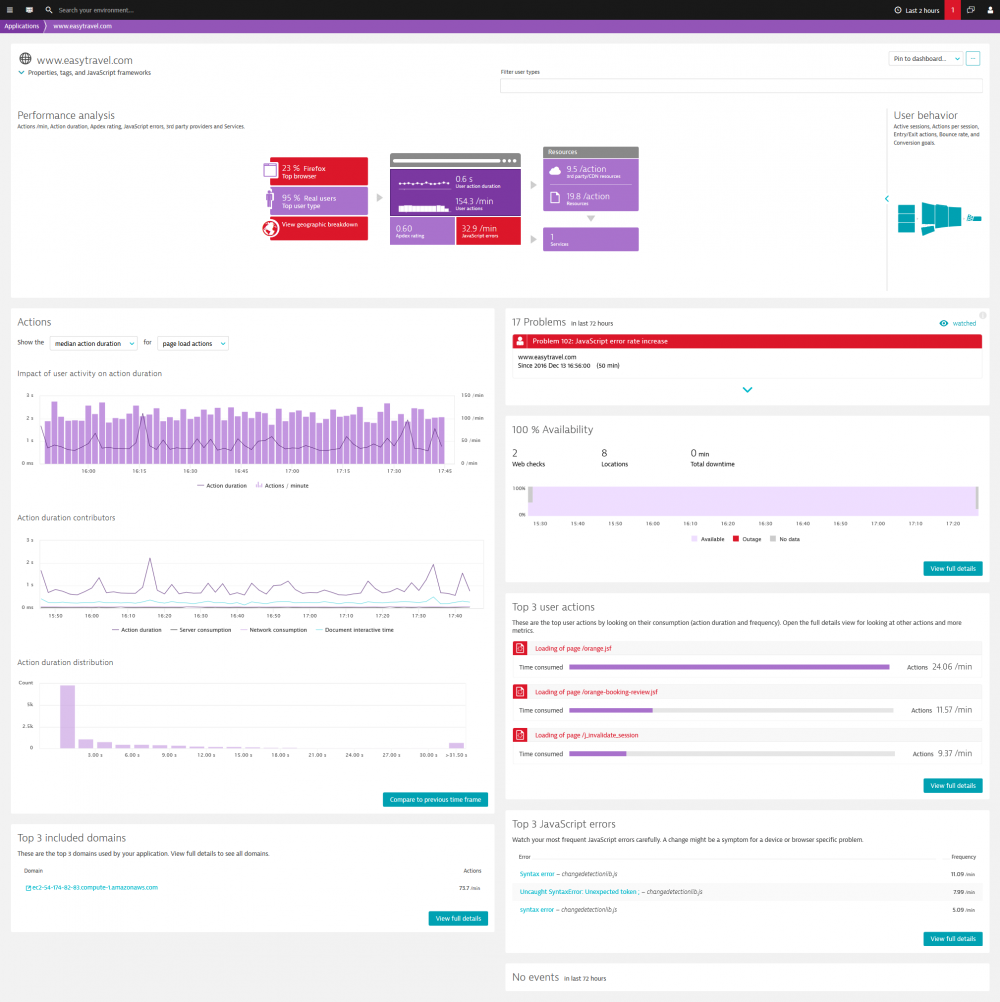 Search your environment...
Last 2 hours
1
Applications
www.easytravel.com
www.easytravel.com
Properties, tags, and JavaScript frameworks
Pin to dashboard...
...
Filter user types
Performance analysis
Actions /min, Action duration, Apdex rating, JavaScript errors, 3rd party providers and Services.
23 % Firefox
Top browser
95 % Real users
Top user type
View geographic breakdown
0.6 s
User action duration
154.3 /min
User actions
0.60
Apdex rating
32.9 /min
JavaScript errors
Resources
9.5 /action
3rd party/CDN resources
19.8 /action
Resources
1
Services
User behavior
Active sessions, Actions per session,
Entry/Exit actions, Bounce rate, and
Conversion goals.
Actions
Show the
median action duration
for
page load actions
Impact of user activity on action duration
3 s
2 s
1 s
0 ms
150 /min
100 /min
50 /min
0 /min
16:00
16:15
16:30
16:45
17:00
17:15
17:30
17:45
Action duration
Actions / minute
Action duration contributors
3 s
2 s
1 s
0 ms
15:50
16:00
16:10
16:20
16:30
16:40
16:50
17:00
17:10
17:20
17:30
17:40
Action duration
Server consumption
Network consumption
Document interactive time
Action duration distribution
Count
5k
2.5k
0
3.00 s
6.00 s
9.00 s
12.00 s
15.00 s
18.00 s
21.00 s
24.00 s
27.00 s
30.00 s
>31.50 s
Compare to previous time frame
Top 3 included domains
These are the top 3 domains used by your application. View full details to see all domains.
Domain
Actions
ec2-54-174-82-83.compute-1.amazonaws.com
73.7 /min
View full details
17 Problems
In last 72 hours
watched
Problem 102: JavaScript error rate increase
www.easytravel.com
Since 2016 Dec 13 16:56:00 (50 min)
100 % Availability
2
Web checks
8
Locations
0 min
Total downtime
100%
0%
15:30
15:40
15:50
16:00
16:10
16:20
16:30
16:40
16:50
17:00
17:10
17:20
Available
Outage
No data
View full details
Top 3 user actions
These are the top user actions by looking on their consumption (action duration and frequency). Open the full details view for looking at other actions and more
metrics.
Loading of page /orange.jsf
Time consumed
Actions 24.06 /min
Loading of page /orange-booking-review.jsf
Time consumed
Actions 11.57 /min
Loading of page /j_invalidate_session
Time consumed
Actions 9.37 /min
View full details
Top 3 JavaScript errors
Watch your most frequent JavaScript errors carefully. A change might be a symptom for a device or browser specific problem.
Error
Frequency
Syntax error – changedetectionlib.js
11.09 /min
Uncaught SyntaxError: Unexpected token ; – changedetectionlib.js
7.99 /min
syntax error – changedetectionlib.js
5.09 /min
View full details
No events
In last 72 hours